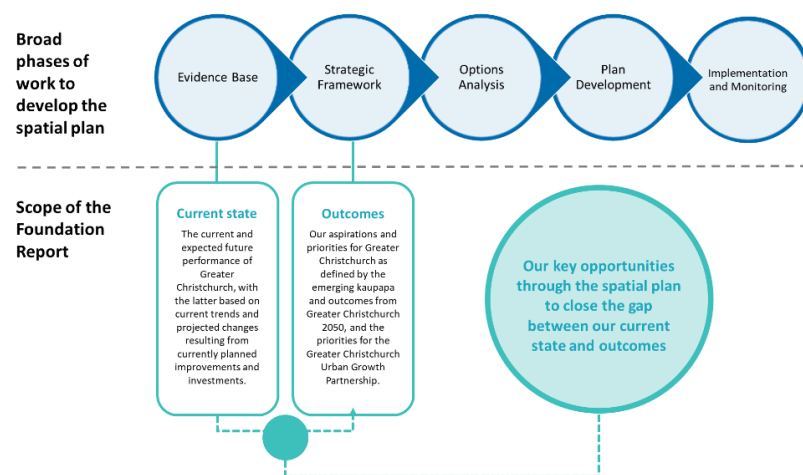 Broad
phases of
work to
develop the
spatial plan
Evidence Base
Strategic
Framework
Options
Analysis
Plan
Development
Implementation
and Monitoring
Scope of the
Foundation
Report
Current state
The current and
expected future
performance of
Greater
Christchurch, with
the latter based on
current trends and
projected changes
resulting from
currently planned
improvements and
investments.
Outcomes
Our aspirations and
priorities for Greater
Christchurch as
defined by the
emerging kaupapa
and outcomes from
Greater Christchurch
2050, and the
priorities for the
Greater Christchurch
Urban Growth
Partnership.
Our key opportunities
through the spatial plan
to close the gap
between our current
state and outcomes